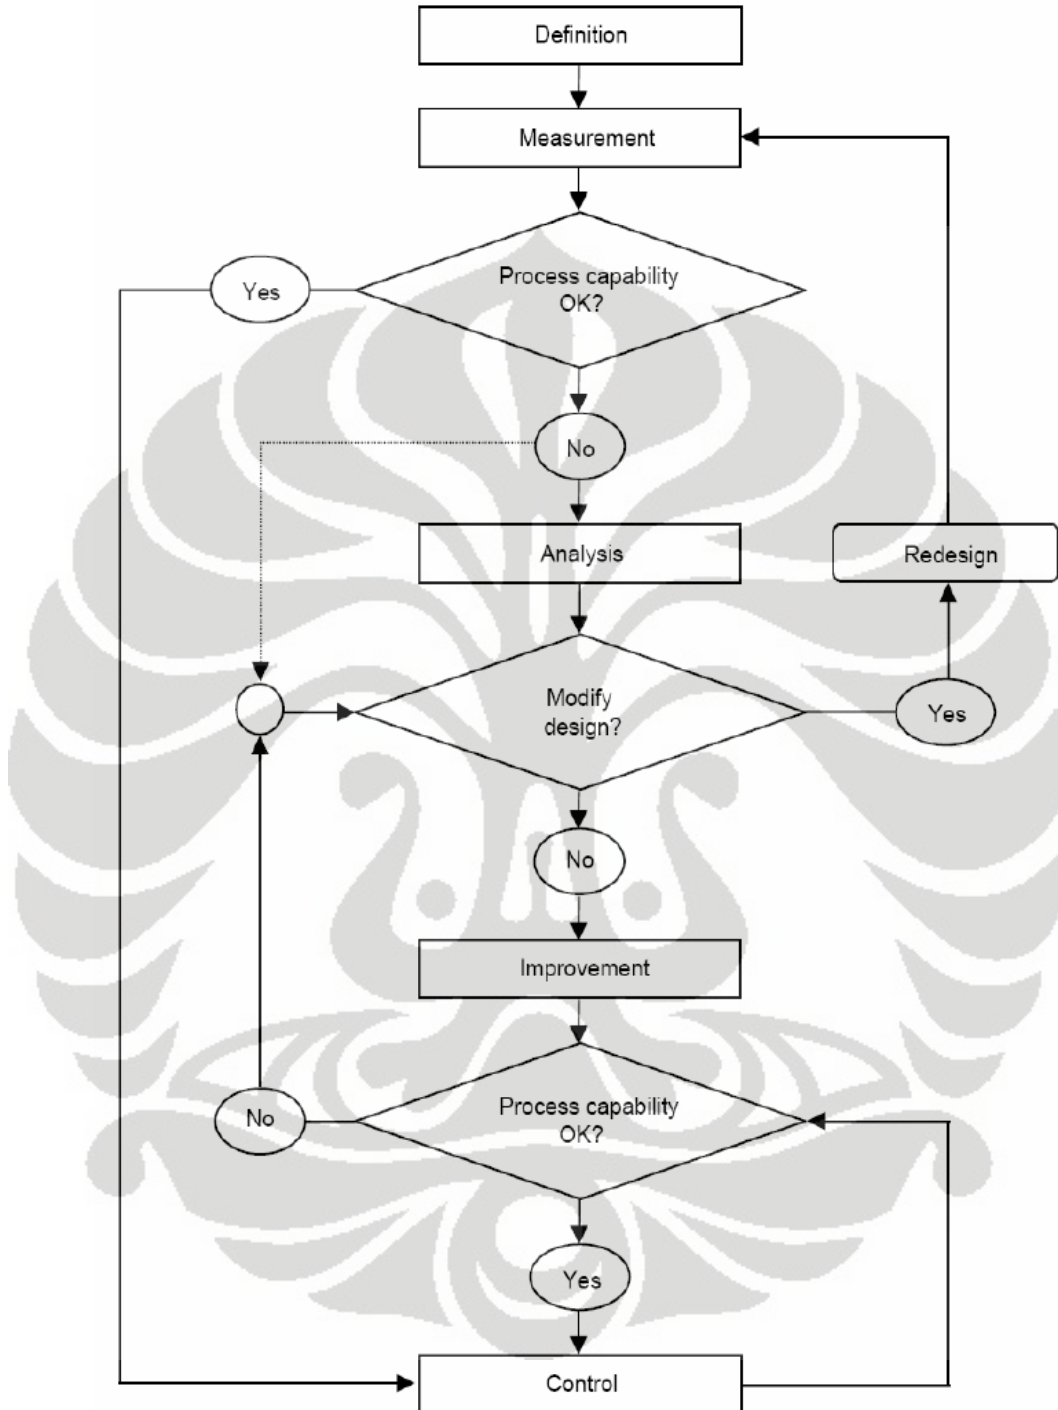 Definition
Measurement
Process capability
OK?
Yes
No
Analysis
Redesign
Modify
design?
Yes
No
Improvement
Process capability
OK?
No
Yes
Control